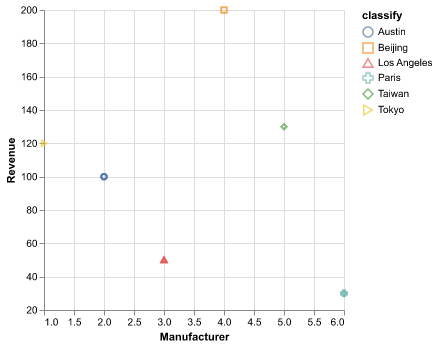 classify
Austin
Beijing
Los Angeles
Paris
Taiwan
Tokyo
Revenue
200
180
160
140
120
100
80
60
40
20
1.0 1.5 2.0 2.5 3.0 3.5 4.0 4.5 5.0 5.5 6.0
Manufacturer